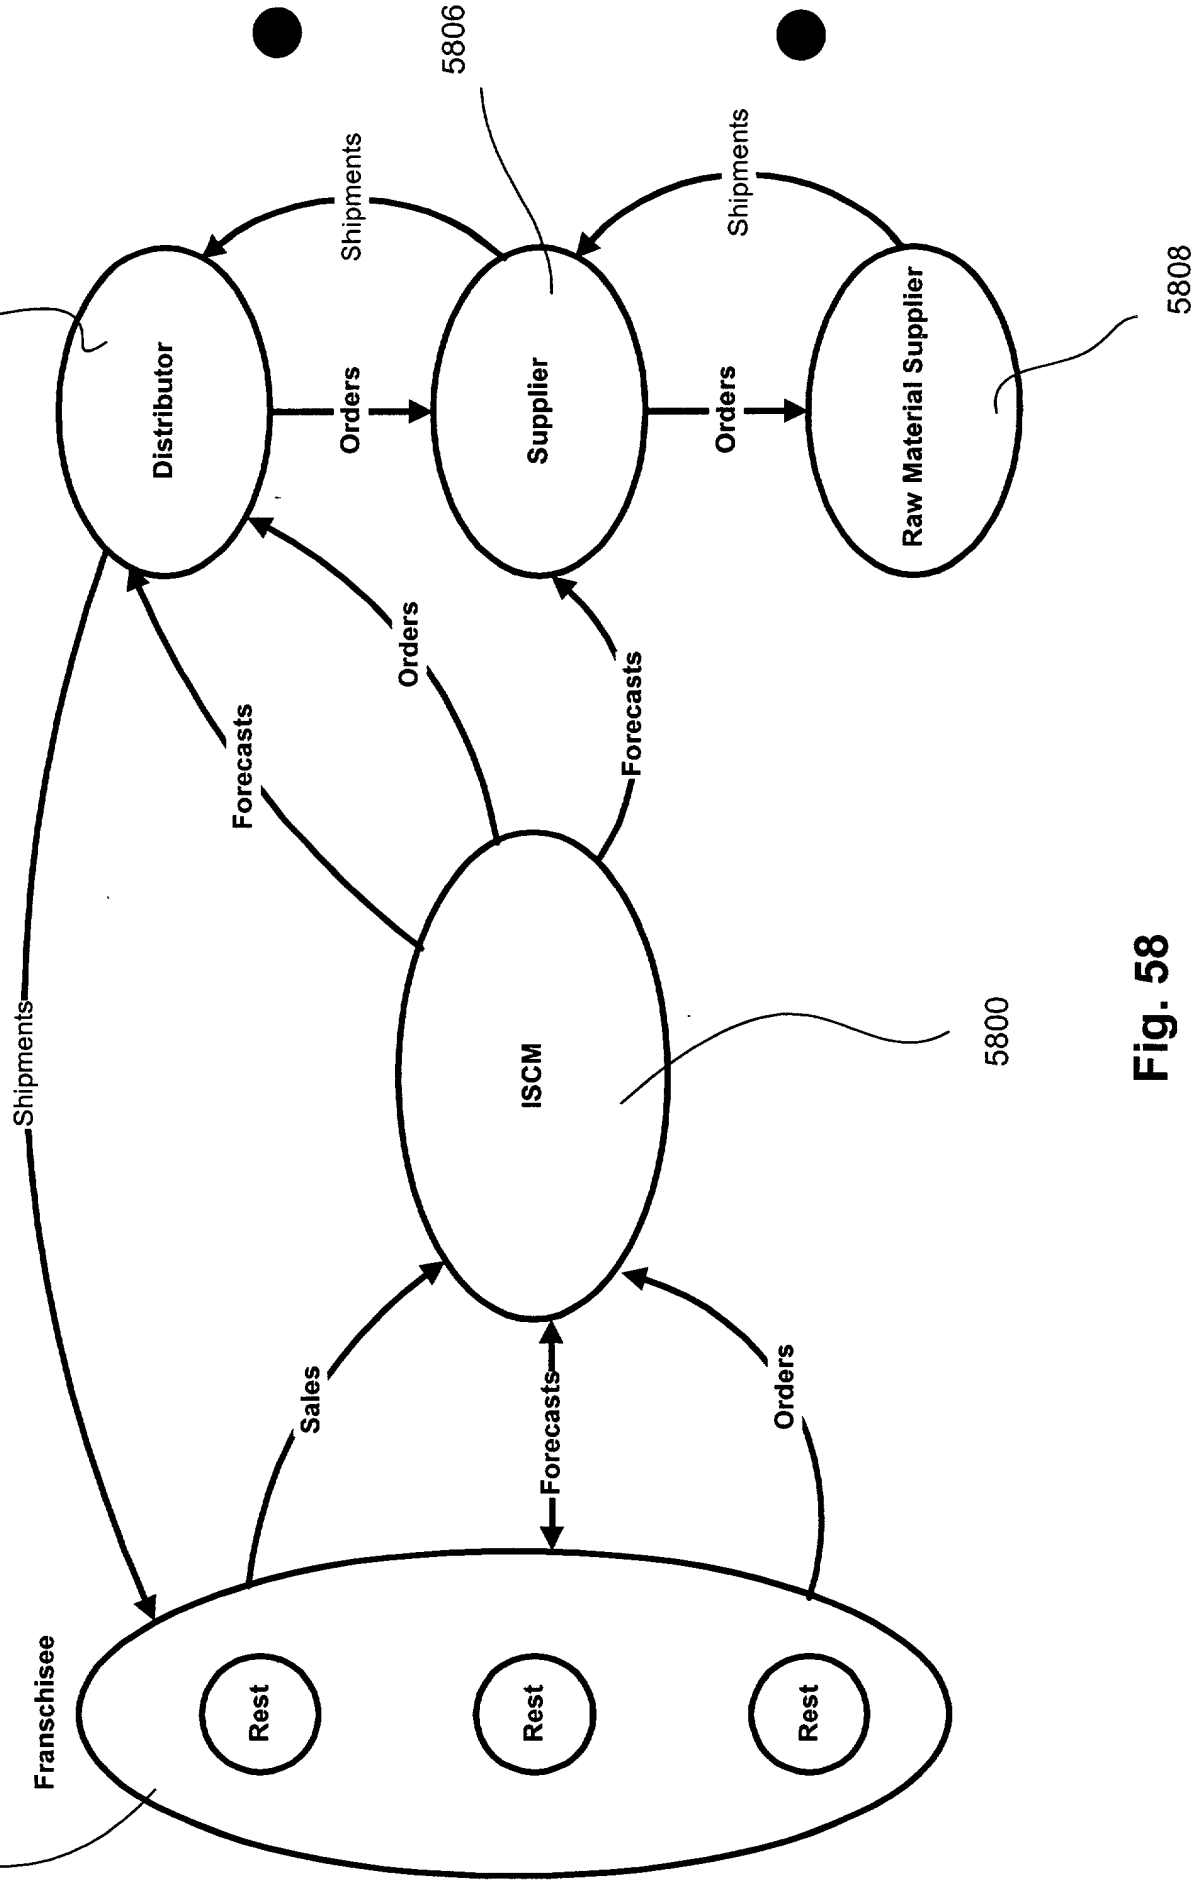 Shipments
Franschisee
Rest
Rest
Rest
Sales
Forecasts
Orders
ISCM
5800
Forecasts
Orders
Forecasts
Distributor
Orders
Shipments
Supplier
5806
Orders
Shipments
Raw Material Supplier
5808
Fig. 58